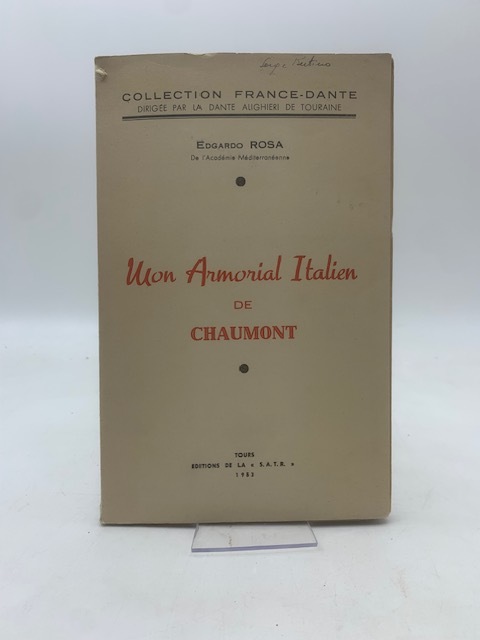 COLLECTION FRANCE-DANTE
DIRIGÉE PAR LA DANTE ALIGHIERI DE TOURAINE
EDGARDO ROSA
De l'Académie Méditerranéenne
Mon Armorial Italien
DE
CHAUMONT
TOURS
EDITIONS DE LA « S.A.T.R. »
1952